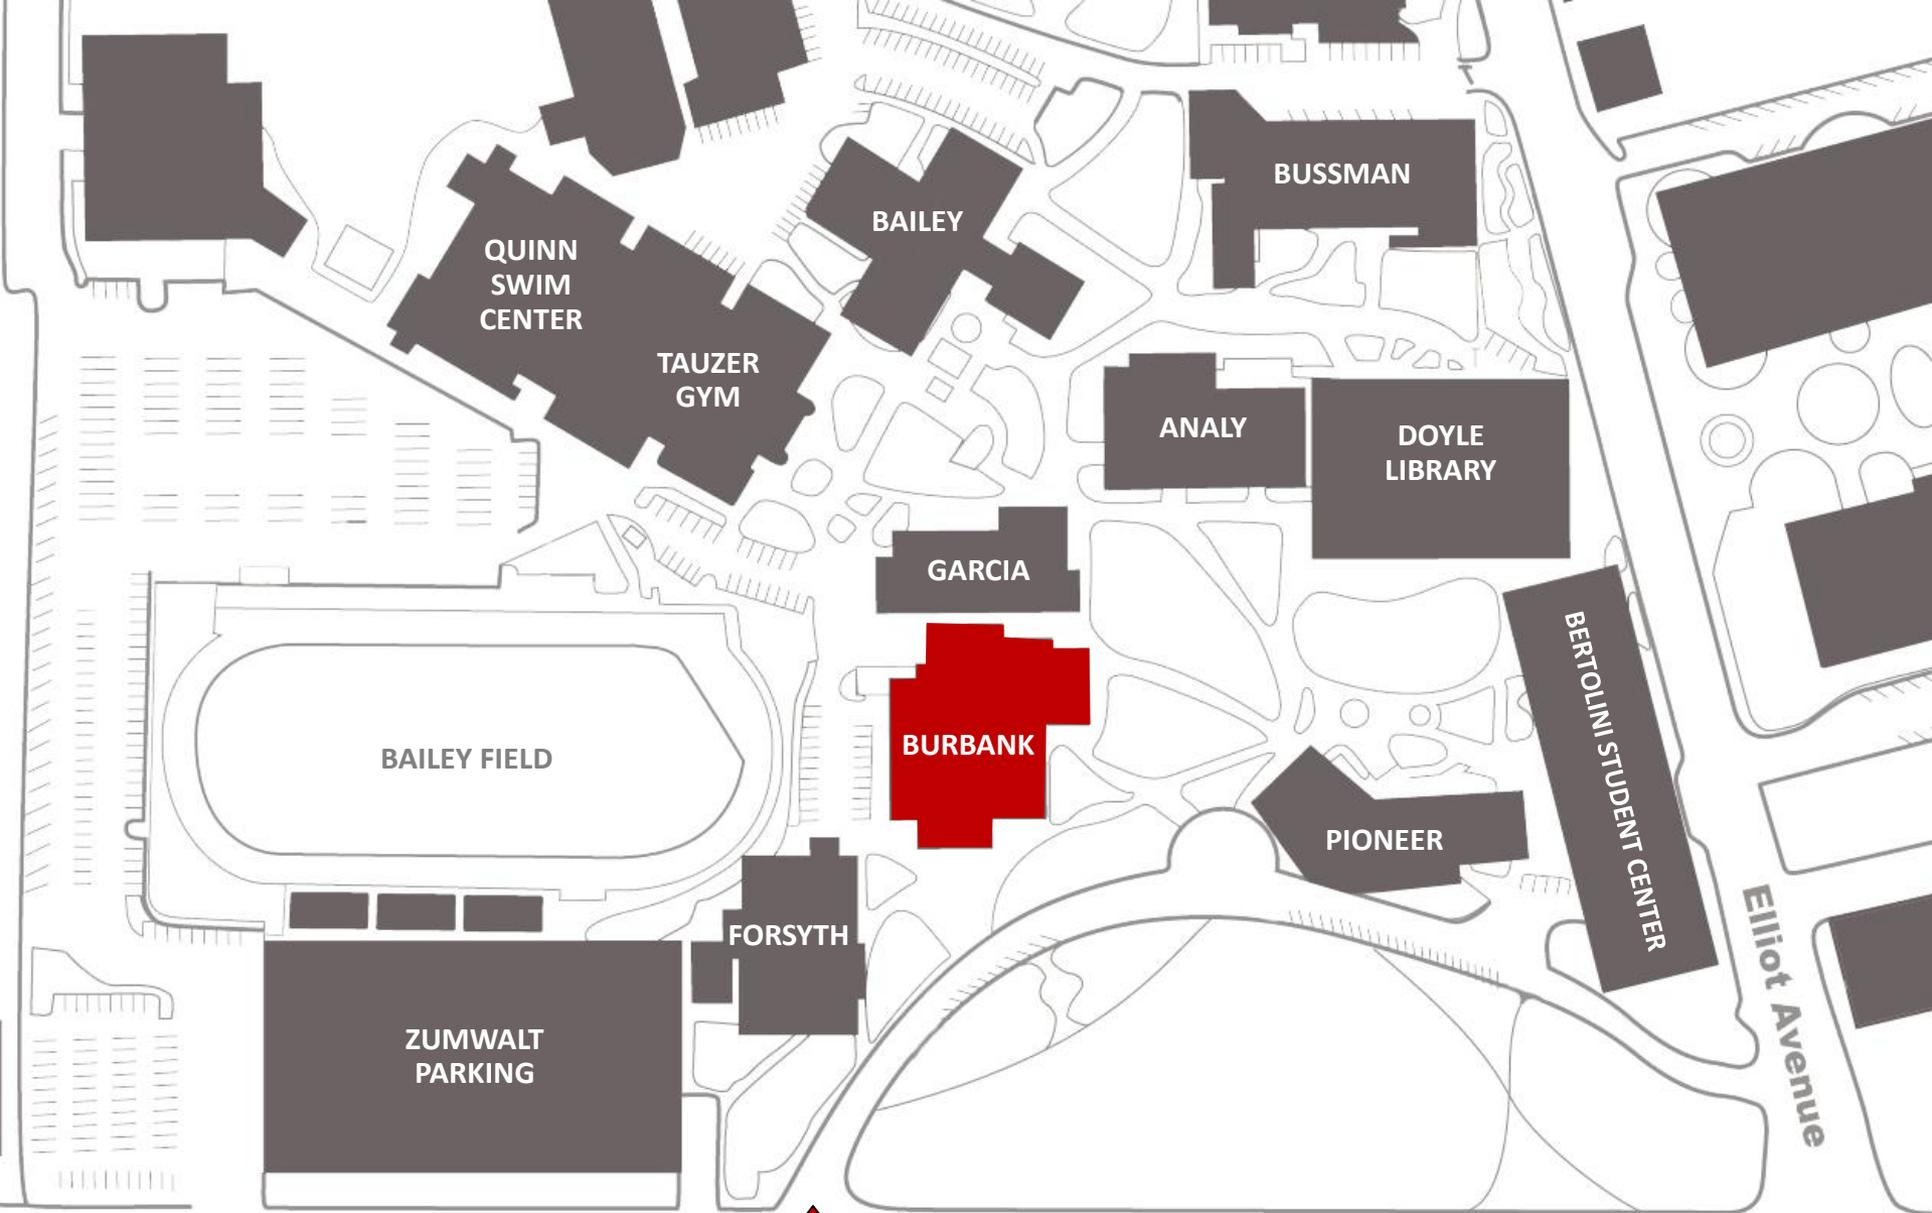 BUSSMAN
BAILEY
QUINN
SWIM
CENTER
TAUZER
GYM
ANALY
DOYLE
LIBRARY
GARCIA
BERTOLINI STUDENT CENTER
BURBANK
BAILEY FIELD
PIONEER
FORSYTH
Elliot Avenue
ZUMWALT
PARKING